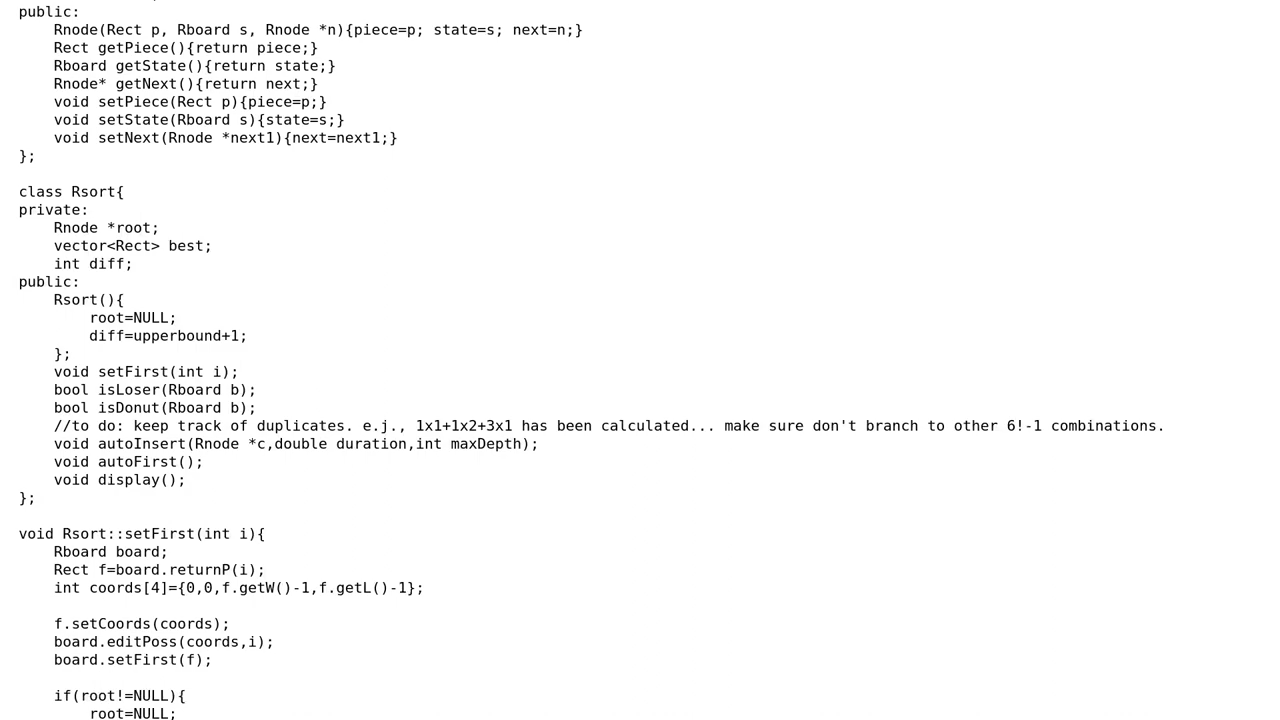 public:
    Rnode(Rect p, Rboard s, Rnode *n){piece=p; state=s; next=n;}
    Rect getPiece(){return piece;}
    Rboard getState(){return state;}
    Rnode* getNext(){return next;}
    void setPiece(Rect p){piece=p;}
    void setState(Rboard s){state=s;}
    void setNext(Rnode *next1){next=next1;}
};

class Rsort{
private:
    Rnode *root;
    vector<Rect> best;
    int diff;
public:
    Rsort(){
        root=NULL;
        diff=upperbound+1;
    };
    void setFirst(int i);
    bool isLoser(Rboard b);
    bool isDonut(Rboard b);
    //to do: keep track of duplicates. e.j., 1x1+1x2+3x1 has been calculated... make sure don't branch to other 6!-1 combinations.
    void autoInsert(Rnode *c,double duration,int maxDepth);
    void autoFirst();
    void display();
};

void Rsort::setFirst(int i){
    Rboard board;
    Rect f=board.returnP(i);
    int coords[4]={0,0,f.getW()-1,f.getL()-1};

    f.setCoords(coords);
    board.editPoss(coords,i);
    board.setFirst(f);

    if(root!=NULL){
        root=NULL;